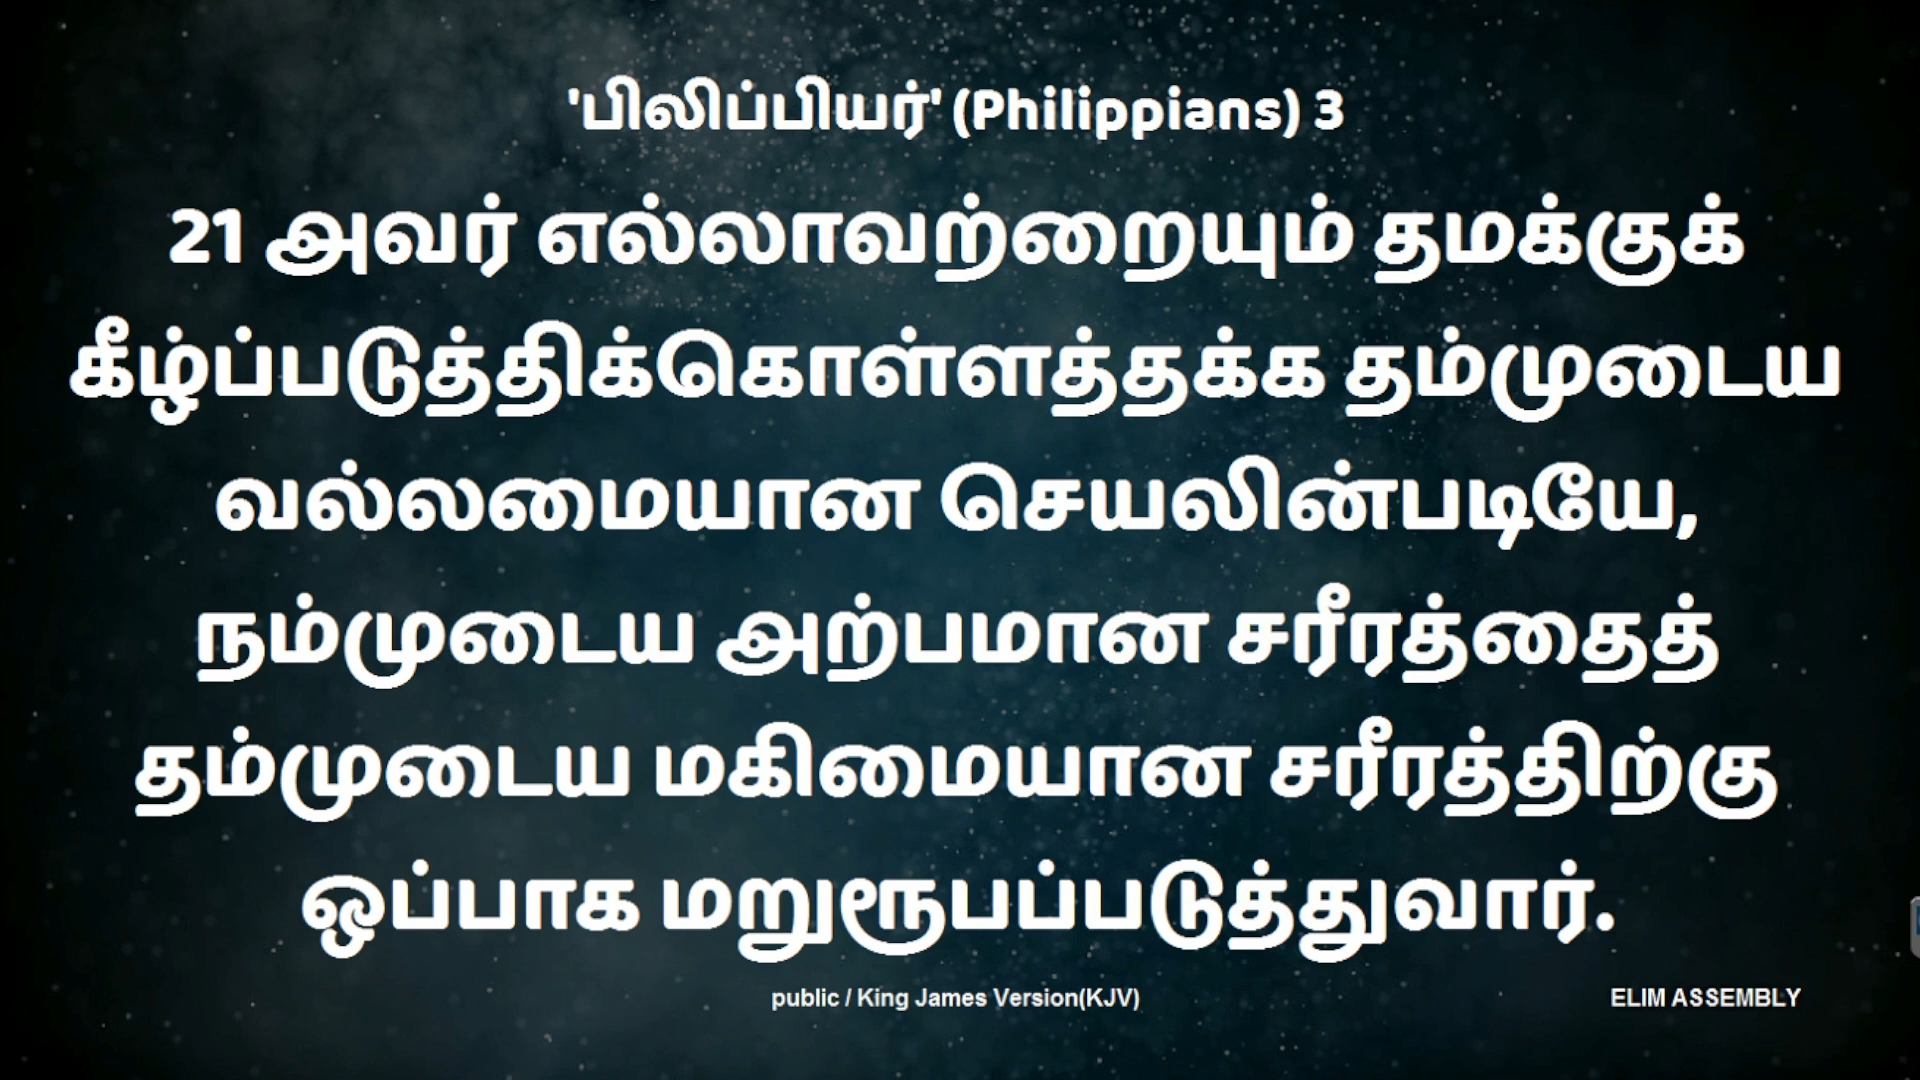 'பிலிப்பியர்' (Philippians) 3
21 அவர் எல்லாவற்றையும் தமக்குக்
கீழ்ப்படுத்திக்கொள்ளத்தக்க தம்முடைய
வல்லமையான செயலின்படியே,
நம்முடைய அற்பமான சரீரத்தைத்
தம்முடைய மகிமையான சரீரத்திற்கு
ஒப்பாக மறுரூபப்படுத்துவார்.
public / King James Version(KJV)
ELIM ASSEMBLY